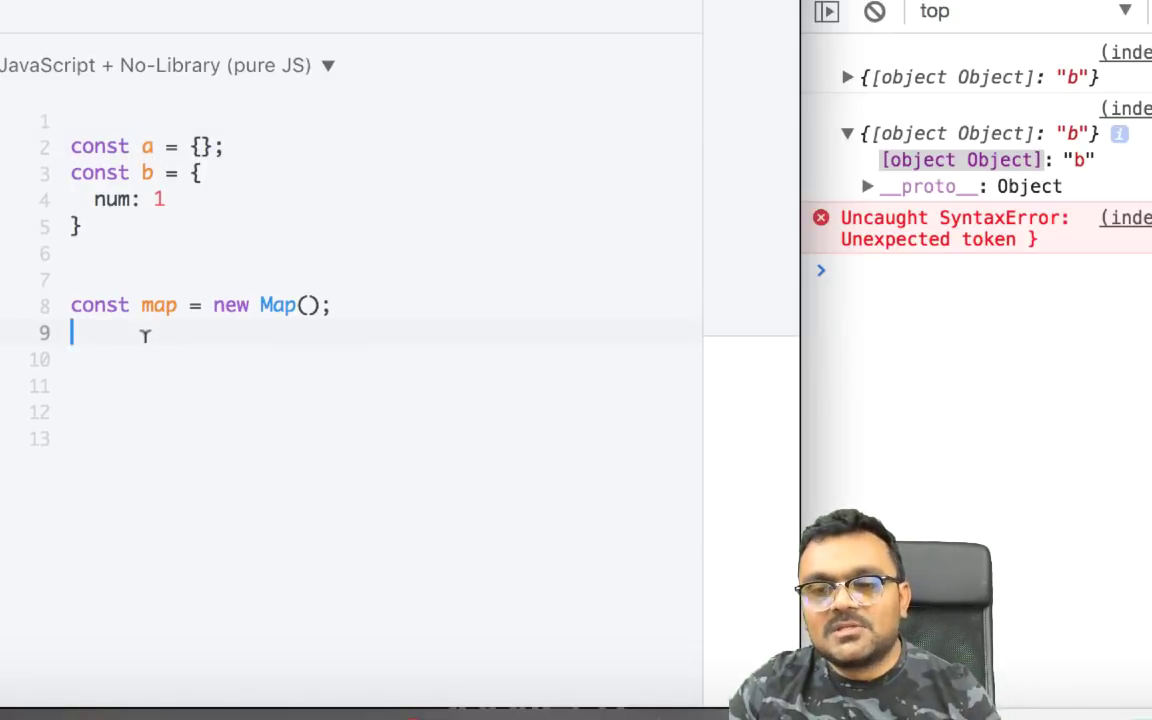 JavaScript + No-Library (pure JS) ▼
1
2 const a = {};
3 const b = {
4 num: 1
5 }
6
7
8 const map = new Map();
9
10
11
12
13
top ▼
(inde
▶ {[object Object]: "b"}
(inde
▼ {[object Object]: "b"} i
[object Object]: "b"
▶ __proto__: Object
Uncaught SyntaxError: (inde
Unexpected token }
>